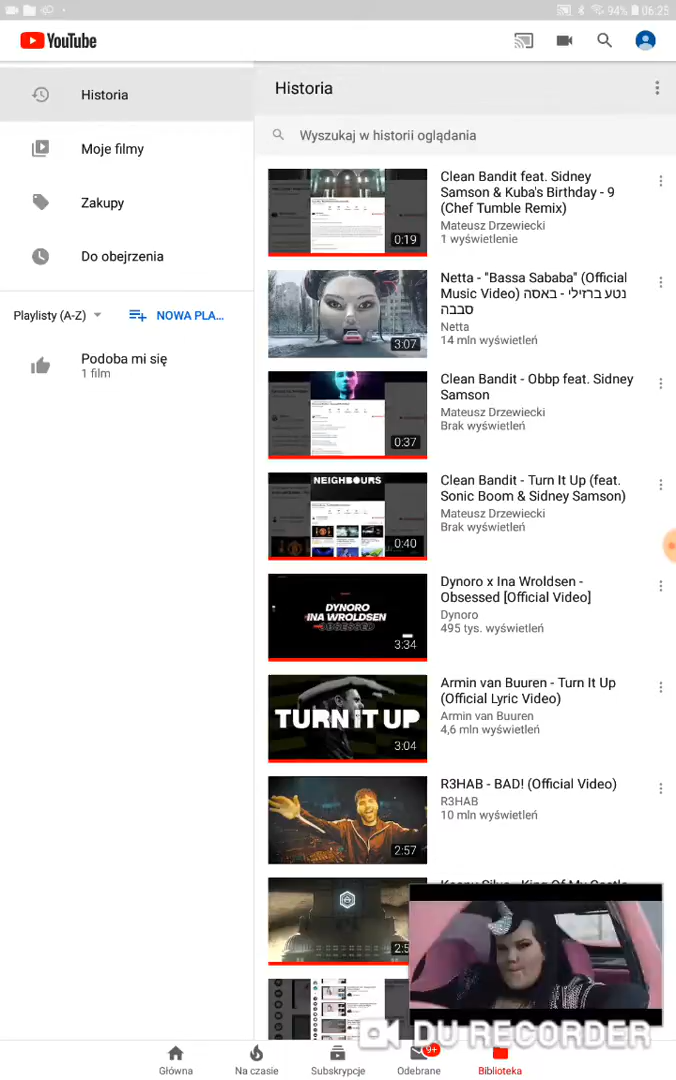 94% 06:25
YouTube
Historia
Moje filmy
Zakupy
Do obejrzenia
Playlisty (A-Z)
NOWA PLA...
Podoba mi się
1 film
Historia
Wyszukaj w historii oglądania
0:19
Clean Bandit feat. Sidney
Samson & Kuba's Birthday - 9
(Chef Tumble Remix)
Mateusz Drzewiecki
1 wyświetlenie
3:07
Netta - "Bassa Sababa" (Official
Music Video) נטע ברזילי - באסה
סבבה
Netta
14 mln wyświetleń
0:37
Clean Bandit - Obbp feat. Sidney
Samson
Mateusz Drzewiecki
Brak wyświetleń
NEIGHBOURS
0:40
Clean Bandit - Turn It Up (feat.
Sonic Boom & Sidney Samson)
Mateusz Drzewiecki
Brak wyświetleń
DYNORO
INA WROLDSEN
OBSESSED
3:34
Dynoro x Ina Wroldsen -
Obsessed [Official Video]
Dynoro
495 tys. wyświetleń
TURN IT UP
3:04
Armin van Buuren - Turn It Up
(Official Lyric Video)
Armin van Buuren
4,6 mln wyświetleń
2:57
R3HAB - BAD! (Official Video)
R3HAB
10 mln wyświetleń
DU RECORDER
Główna
Na czasie
Subskrypcje
9+
Odebrane
Biblioteka